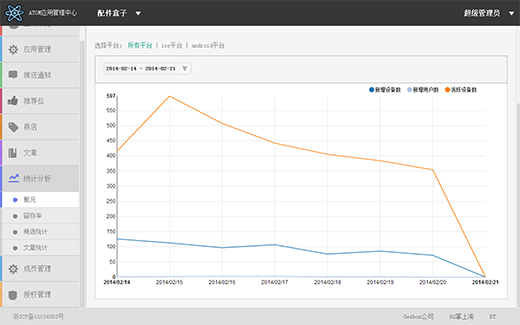 ATOM应用管理中心
配件盒子
超级管理员
选择平台: 所有平台 | ios平台 | android平台
2014-02-14 - 2014-02-21
新增设备数 新增用户数 活跃设备数
应用管理
推送通知
推荐位
商店
文章
统计分析
概况
留存率
商店统计
文章统计
成员管理
授权管理
597
550
500
450
400
350
300
250
200
150
100
50
0
2014/02/14 2014/02/15 2014/02/16 2014/02/17 2014/02/18 2014/02/19 2014/02/20 2014/02/21
浙ICP备11034583号
Geebox公司 92掌上淘